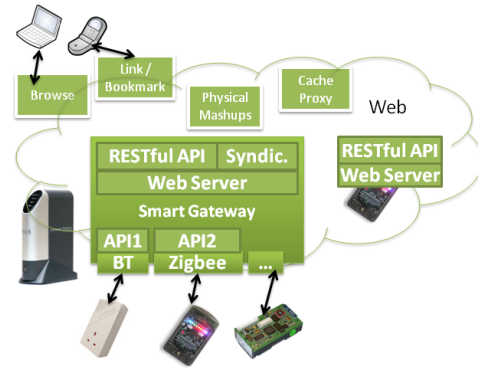 Browse
Link /
Bookmark
Physical
Mashups
Cache
Proxy
Web
RESTful API
Syndic.
Web Server
Smart Gateway
API1
API2
BT
Zigbee
...
RESTful API
Web Server